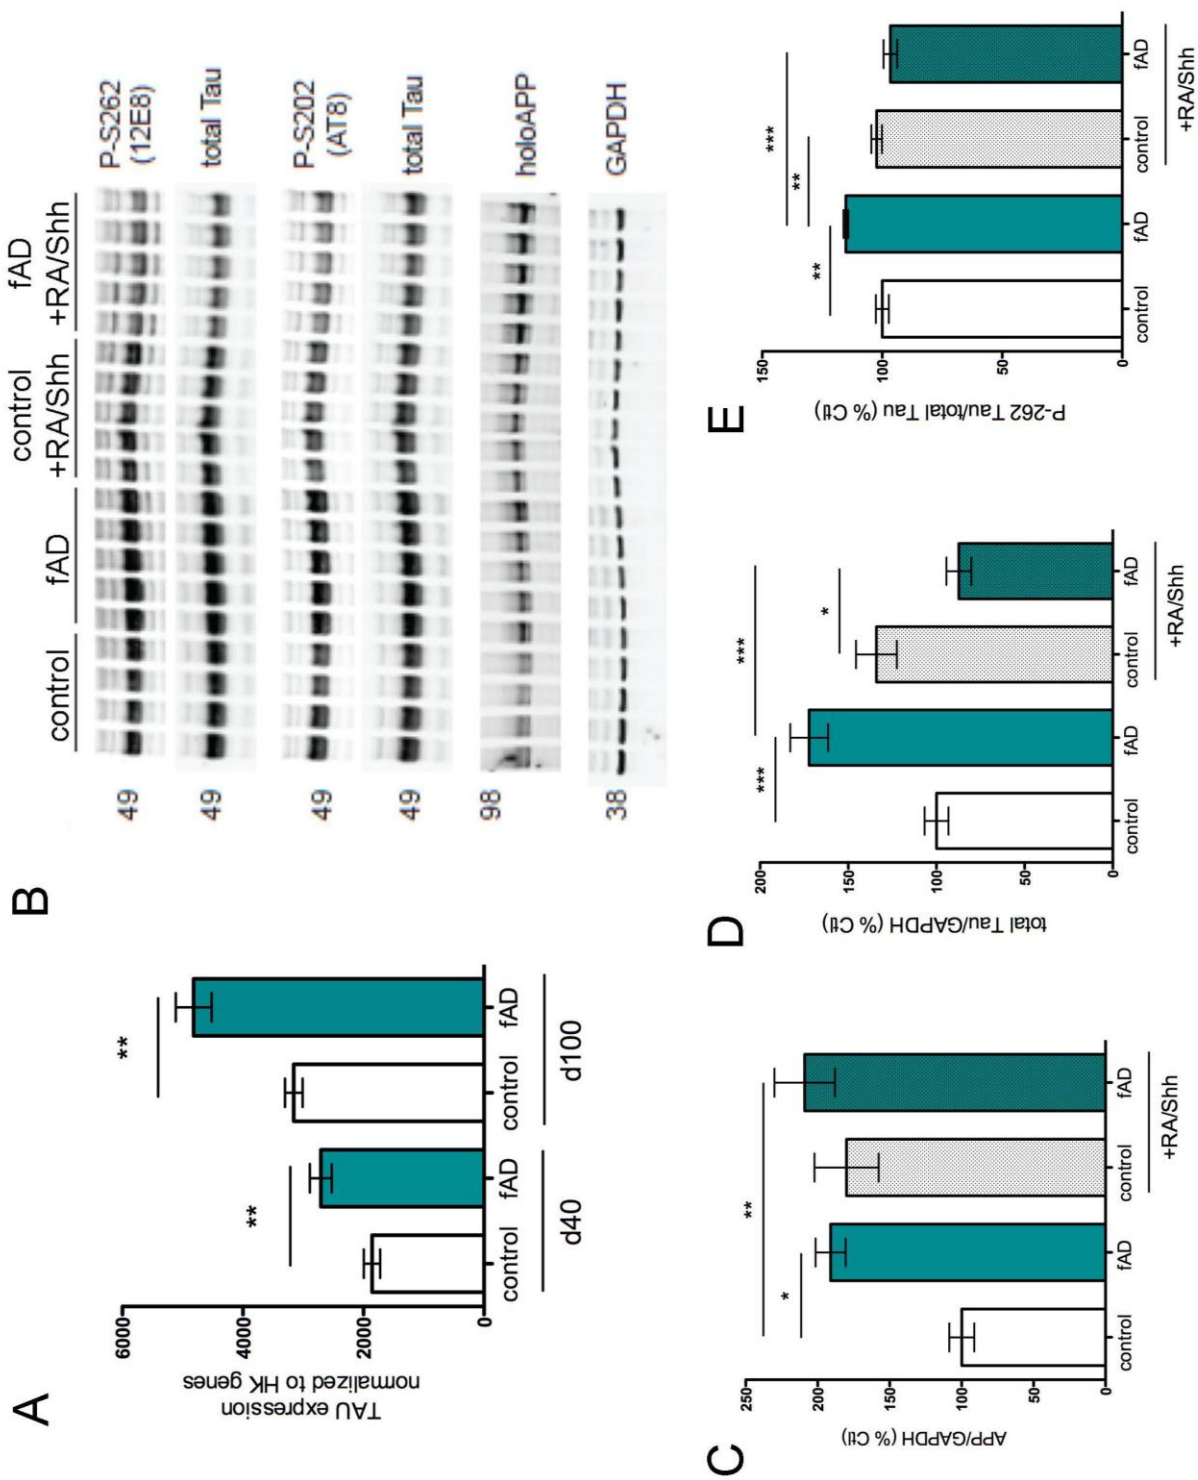 A
TAU expression
normalized to HK genes
6000
4000
2000
0
**
**
control
fAD
control
fAD
d40
d100
B
control
fAD
control
+RA/Shh
fAD
+RA/Shh
49
P-S262
(12E8)
49
total Tau
49
P-S202
(AT8)
49
total Tau
98
holoAPP
38
GAPDH
C
APP/GAPDH (% Ctl)
250
200
150
100
50
0
**
*
control
fAD
control
fAD
+RA/Shh
D
total Tau/GAPDH (% Ctl)
200
150
100
50
0
***
***
*
control
fAD
control
fAD
+RA/Shh
E
P-262 Tau/total Tau (% Ctl)
150
100
50
0
***
**
**
control
fAD
control
fAD
+RA/Shh